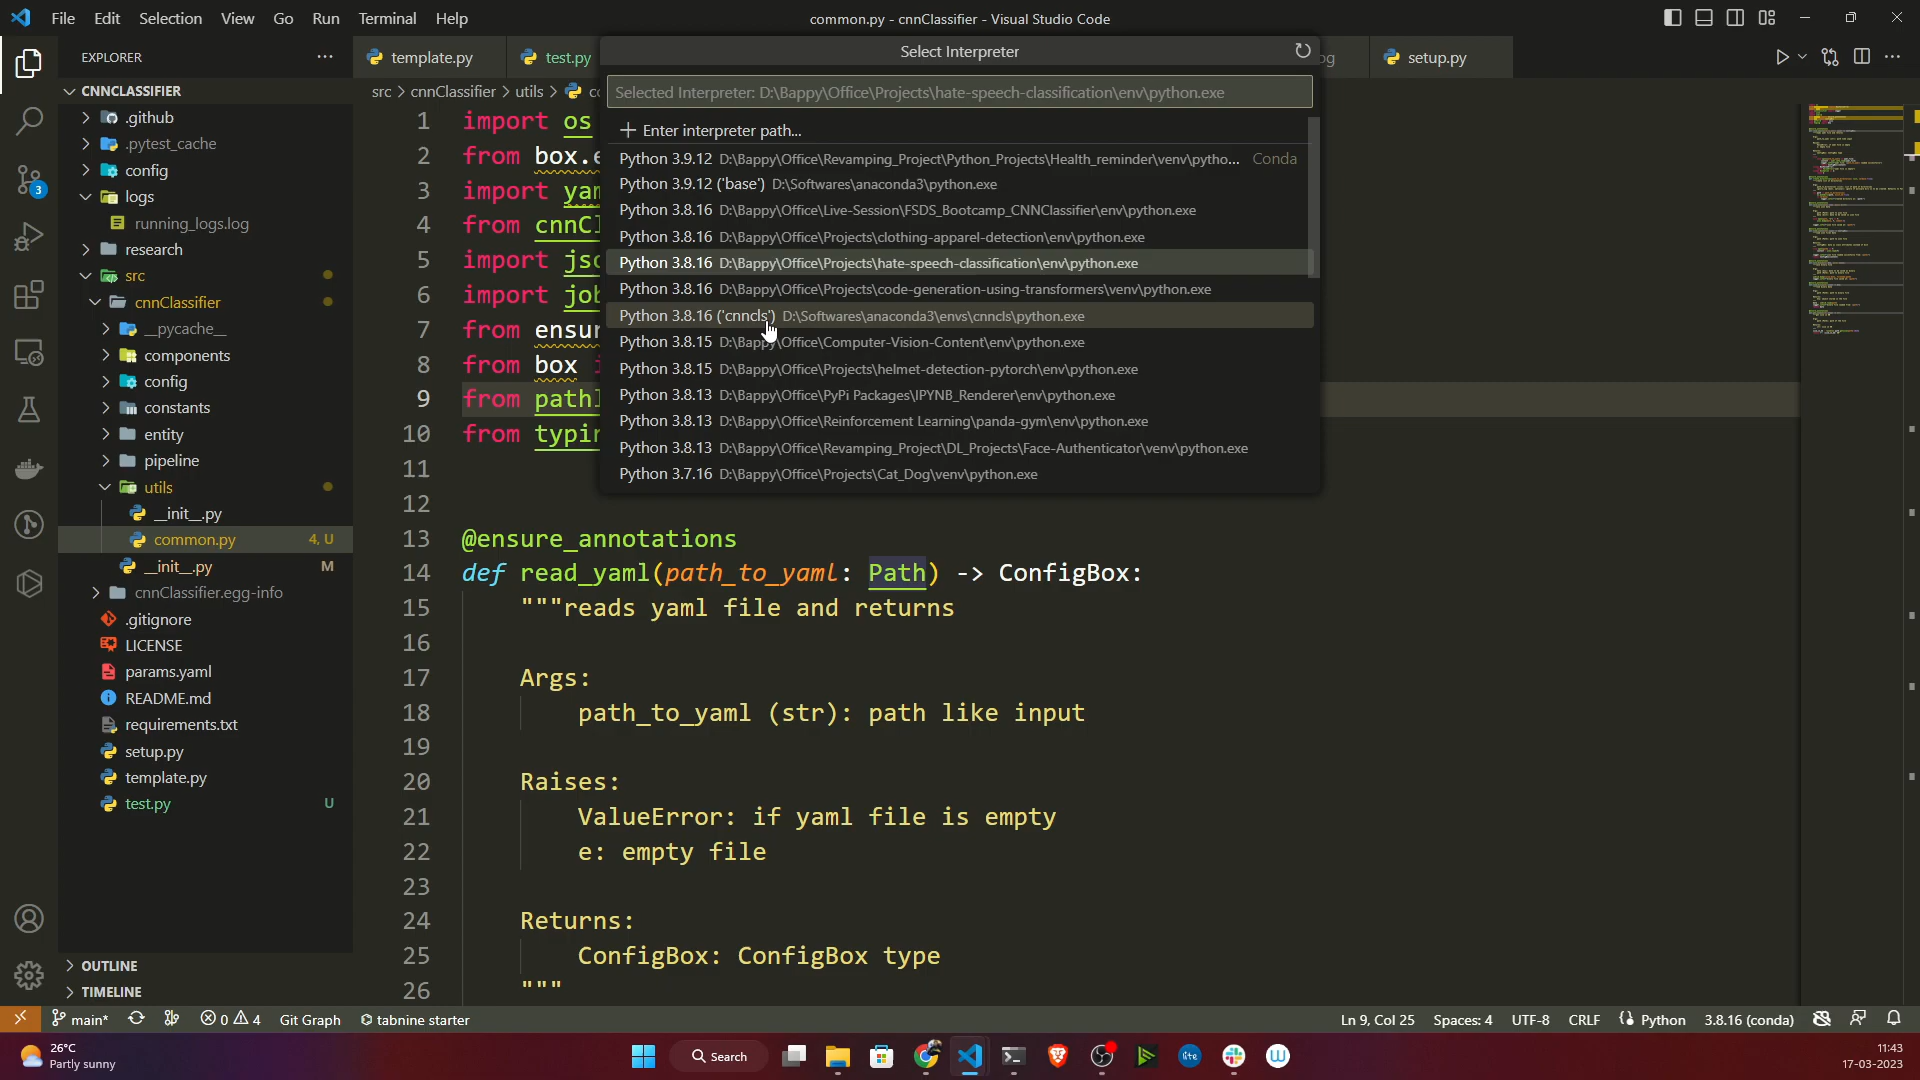 File Edit Selection View Go Run Terminal Help
common.py - cnnClassifier - Visual Studio Code
EXPLORER
template.py
test.py
setup.py
Select Interpreter
CNNCLASSIFIER
src > cnnClassifier > utils >
Selected Interpreter: D:\Bappy\Office\Projects\hate-speech-classification\env\python.exe
Enter interpreter path...
Python 3.9.12 D:\Bappy\Office\Revamping_Project\Python_Projects\Health_reminder\venv\pytho... Conda
Python 3.9.12 ('base') D:\Softwares\anaconda3\python.exe
Python 3.8.16 D:\Bappy\Office\Live-Session\FSDS_Bootcamp_CNNClassifier\env\python.exe
Python 3.8.16 D:\Bappy\Office\Projects\clothing-apparel-detection\env\python.exe
Python 3.8.16 D:\Bappy\Office\Projects\hate-speech-classification\env\python.exe
Python 3.8.16 D:\Bappy\Office\Projects\code-generation-using-transformers\venv\python.exe
Python 3.8.16 ('cnncls') D:\Softwares\anaconda3\envs\cnncls\python.exe
Python 3.8.15 D:\Bappy\Office\Computer-Vision-Content\env\python.exe
Python 3.8.15 D:\Bappy\Office\Projects\helmet-detection-pytorch\env\python.exe
Python 3.8.13 D:\Bappy\Office\PyPi Packages\IPYNB_Renderer\env\python.exe
Python 3.8.13 D:\Bappy\Office\Reinforcement Learning\panda-gym\env\python.exe
Python 3.8.13 D:\Bappy\Office\Revamping_Project\DL_Projects\Face-Authenticator\venv\python.exe
Python 3.7.16 D:\Bappy\Office\Projects\Cat_Dog\venv\python.exe
.github
.pytest_cache
config
logs
running_logs.log
research
src
cnnClassifier
__pycache__
components
config
constants
entity
pipeline
utils
__init__.py
common.py 4, U
__init__.py M
cnnClassifier.egg-info
.gitignore
LICENSE
params.yaml
README.md
requirements.txt
setup.py
template.py
test.py U
OUTLINE
TIMELINE
3
1 import os
2 from box.e
3 import yam
4 from cnnCl
5 import jso
6 import job
7 from ensur
8 from box i
9 from pathl
10 from typin
11
12
13 @ensure_annotations
14 def read_yaml(path_to_yaml: Path) -> ConfigBox:
15 """reads yaml file and returns
16
17 Args:
18 path_to_yaml (str): path like input
19
20 Raises:
21 ValueError: if yaml file is empty
22 e: empty file
23
24 Returns:
25 ConfigBox: ConfigBox type
26 """
main* 0 4 Git Graph tabnine starter
Ln 9, Col 25 Spaces: 4 UTF-8 CRLF Python 3.8.16 (conda)
26°C
Partly sunny
Search
lite
11:43
17-03-2023